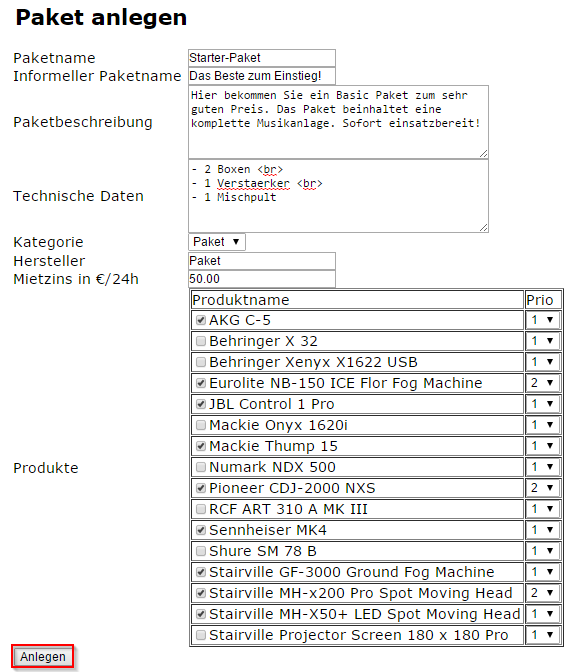 Paket anlegen
Paketname Starter-Paket
Informeller Paketname Das Beste zum Einstieg!
Paketbeschreibung
Hier bekommen Sie ein Basic Paket zum sehr
guten Preis. Das Paket beinhaltet eine
komplette Musikanlage. Sofort einsatzbereit!
Technische Daten
- 2 Boxen <br>
- 1 Verstaerker <br>
- 1 Mischpult
Kategorie Paket
Hersteller Paket
Mietzins in €/24h 50.00
Produkte
Produktname Prio
AKG C-5 1
Behringer X 32 1
Behringer Xenyx X1622 USB 1
Eurolite NB-150 ICE Flor Fog Machine 2
JBL Control 1 Pro 1
Mackie Onyx 1620i 1
Mackie Thump 15 1
Numark NDX 500 1
Pioneer CDJ-2000 NXS 2
RCF ART 310 A MK III 1
Sennheiser MK4 1
Shure SM 78 B 1
Stairville GF-3000 Ground Fog Machine 1
Stairville MH-x200 Pro Spot Moving Head 2
Stairville MH-X50+ LED Spot Moving Head 1
Stairville Projector Screen 180 x 180 Pro 1
Anlegen